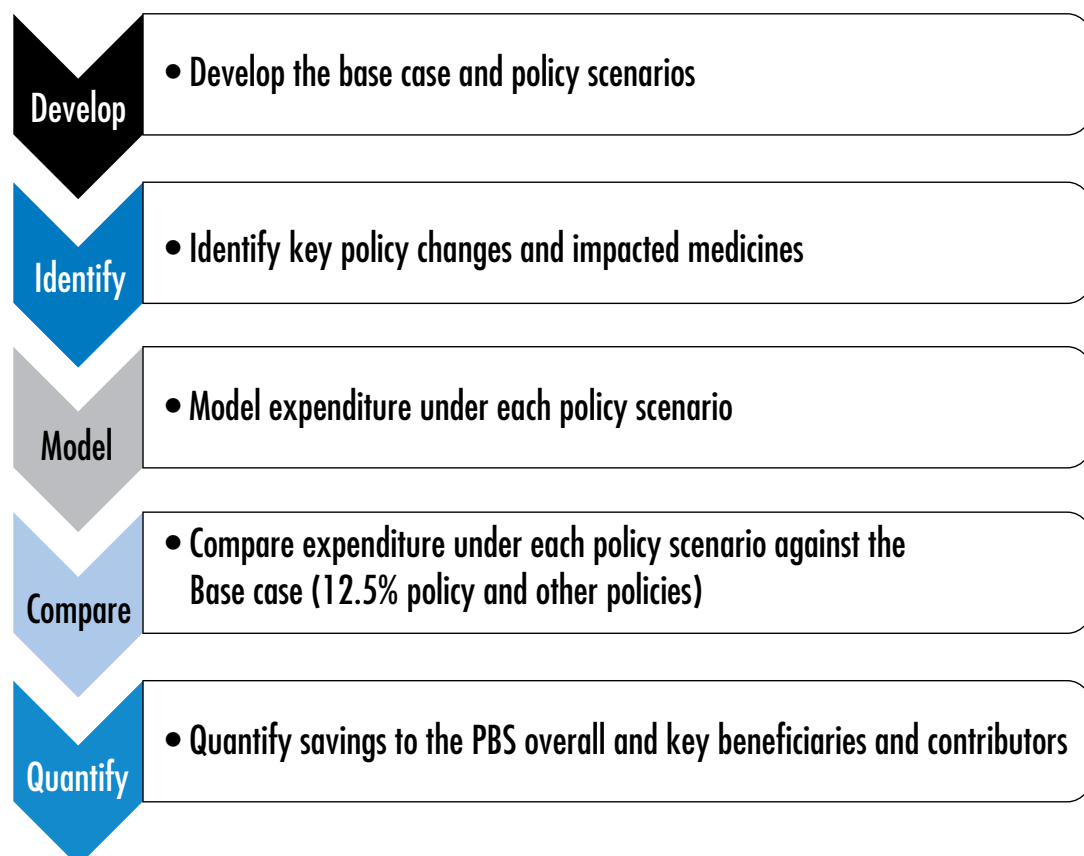 Develop
• Develop the base case and policy scenarios
Identify
• Identify key policy changes and impacted medicines
Model
• Model expenditure under each policy scenario
Compare
• Compare expenditure under each policy scenario against the
Base case (12.5% policy and other policies)
Quantify
• Quantify savings to the PBS overall and key beneficiaries and contributors